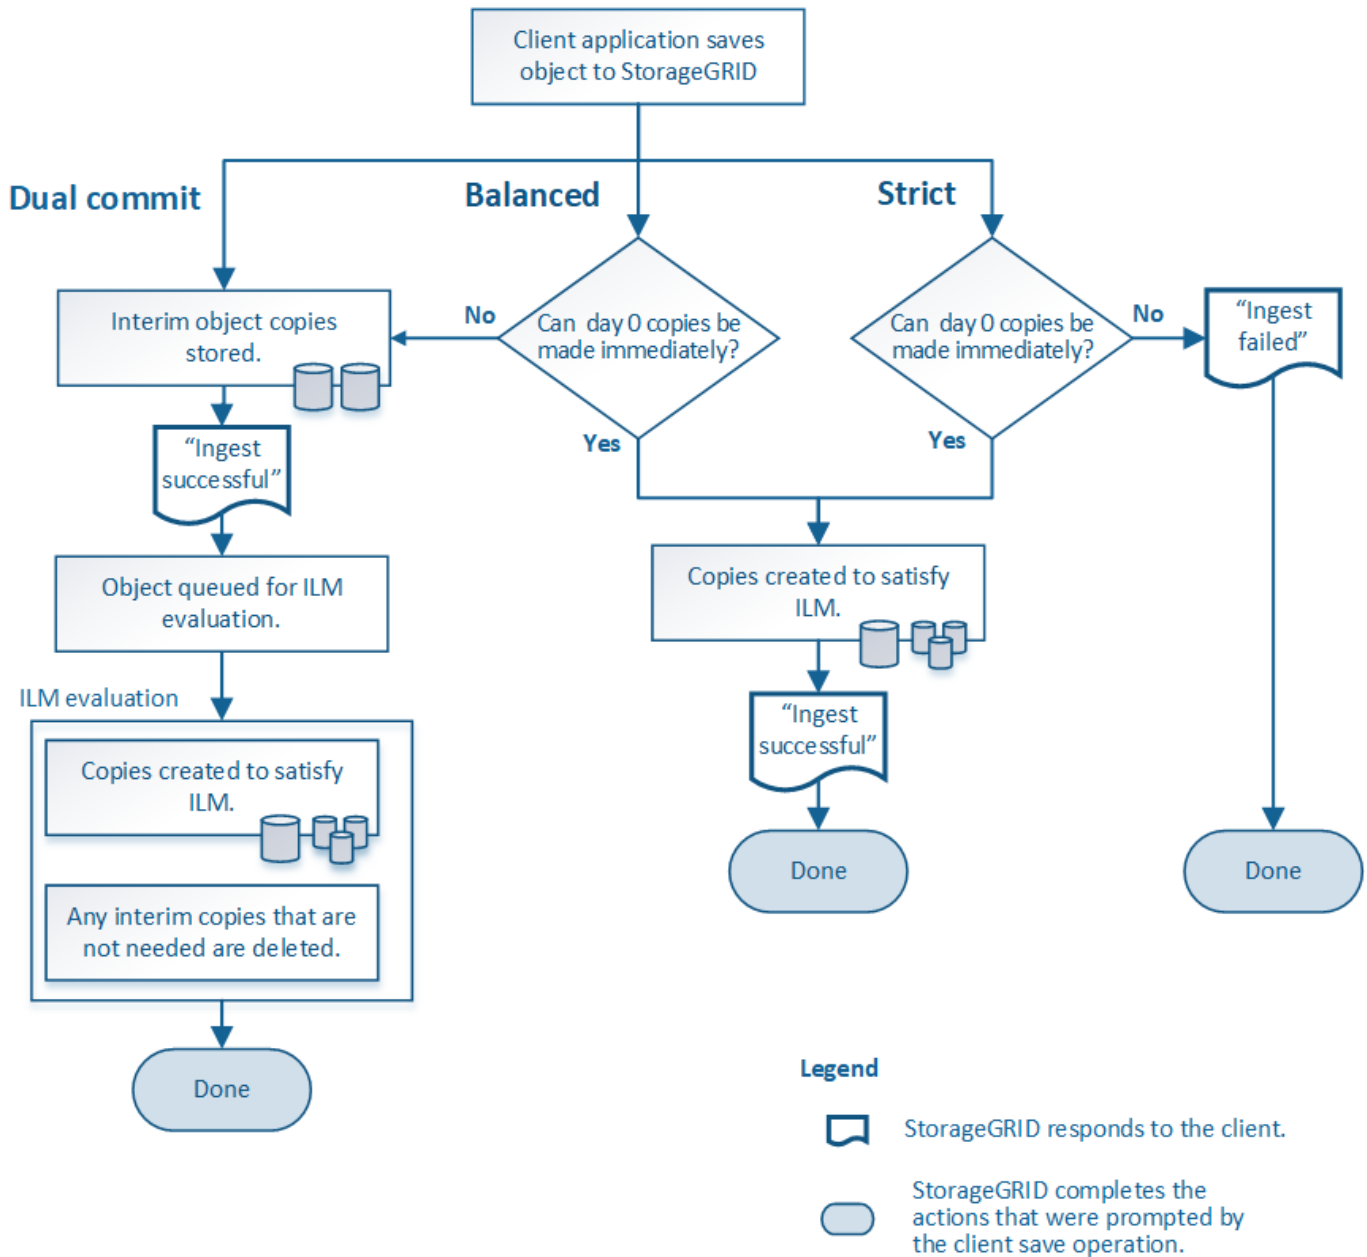 Client application saves
object to StorageGRID
Dual commit
Balanced
Strict
Interim object copies
stored.
No
Can day 0 copies be
made immediately?
Can day 0 copies be
made immediately?
No
“Ingest
failed”
Yes
Yes
“Ingest
successful”
Object queued for ILM
evaluation.
Copies created to satisfy
ILM.
ILM evaluation
“Ingest
successful”
Copies created to satisfy
ILM.
Any interim copies that are
not needed are deleted.
Done
Done
Done
Legend
StorageGRID responds to the client.
StorageGRID completes the
actions that were prompted by
the client save operation.